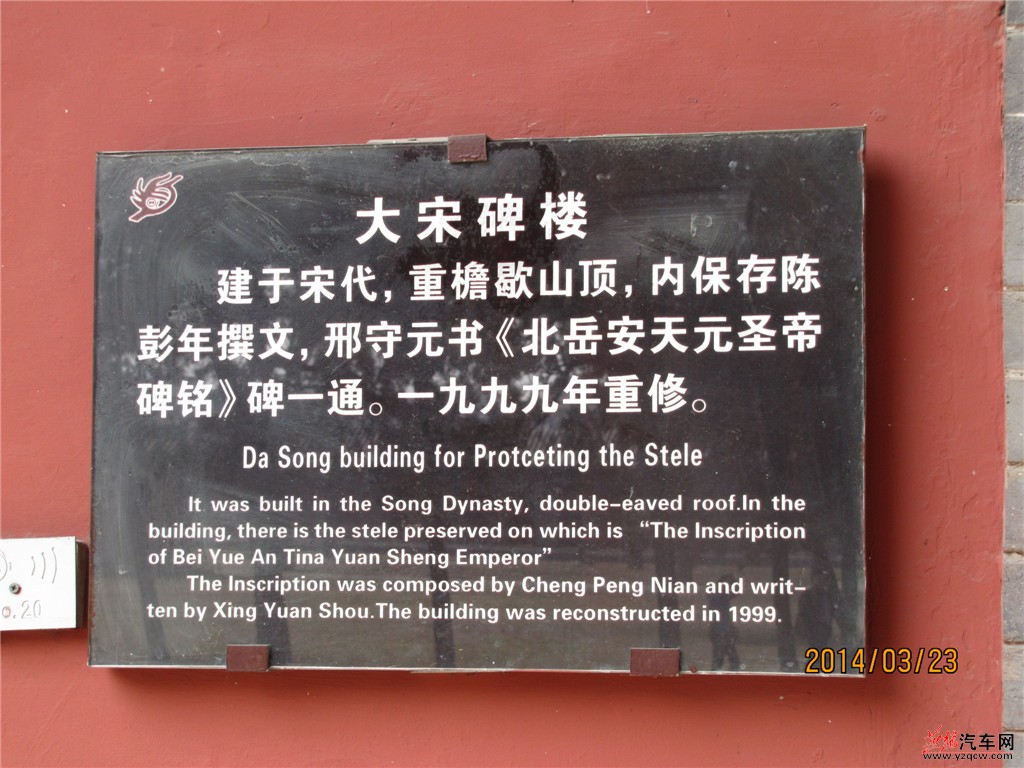 大宋碑楼
建于宋代，重檐歇山顶，内保存陈
彭年撰文，邢守元书《北岳安天元圣帝
碑铭》碑一通。一九九九年重修。
Da Song building for Protceting the Stele
It was built in the Song Dynasty, double-eaved roof.In the
building, there is the stele preserved on which is “The Inscription
of Bei Yue An Tina Yuan Sheng Emperor”
The Inscription was composed by Cheng Peng Nian and writ-
ten by Xing Yuan Shou.The building was reconstructed in 1999.
o.20
2014/03/23
汽车网
www.yzqcw.com